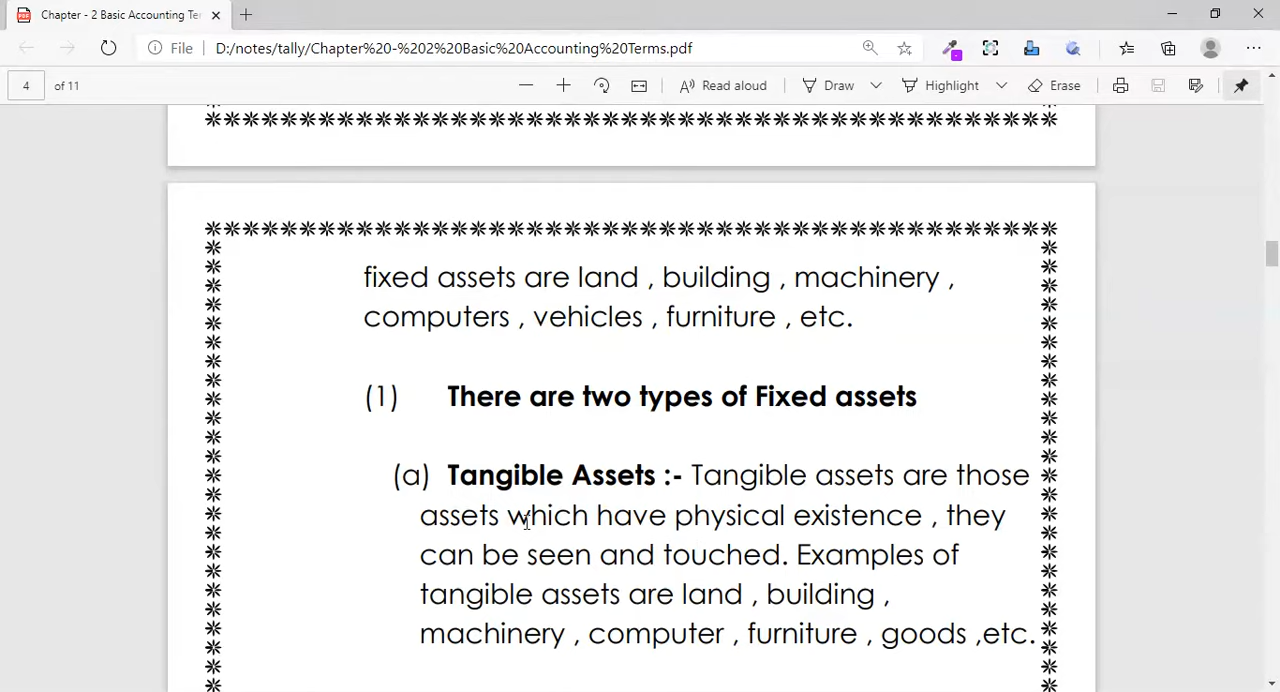 Chapter - 2 Basic Accounting Ter
File D:/notes/tally/Chapter%20-%202%20Basic%20Accounting%20Terms.pdf
4 of 11 Read aloud Draw Highlight Erase
fixed assets are land , building , machinery ,
computers , vehicles , furniture , etc.
(1) There are two types of Fixed assets
(a) Tangible Assets :- Tangible assets are those
assets which have physical existence , they
can be seen and touched. Examples of
tangible assets are land , building ,
machinery , computer , furniture , goods ,etc.